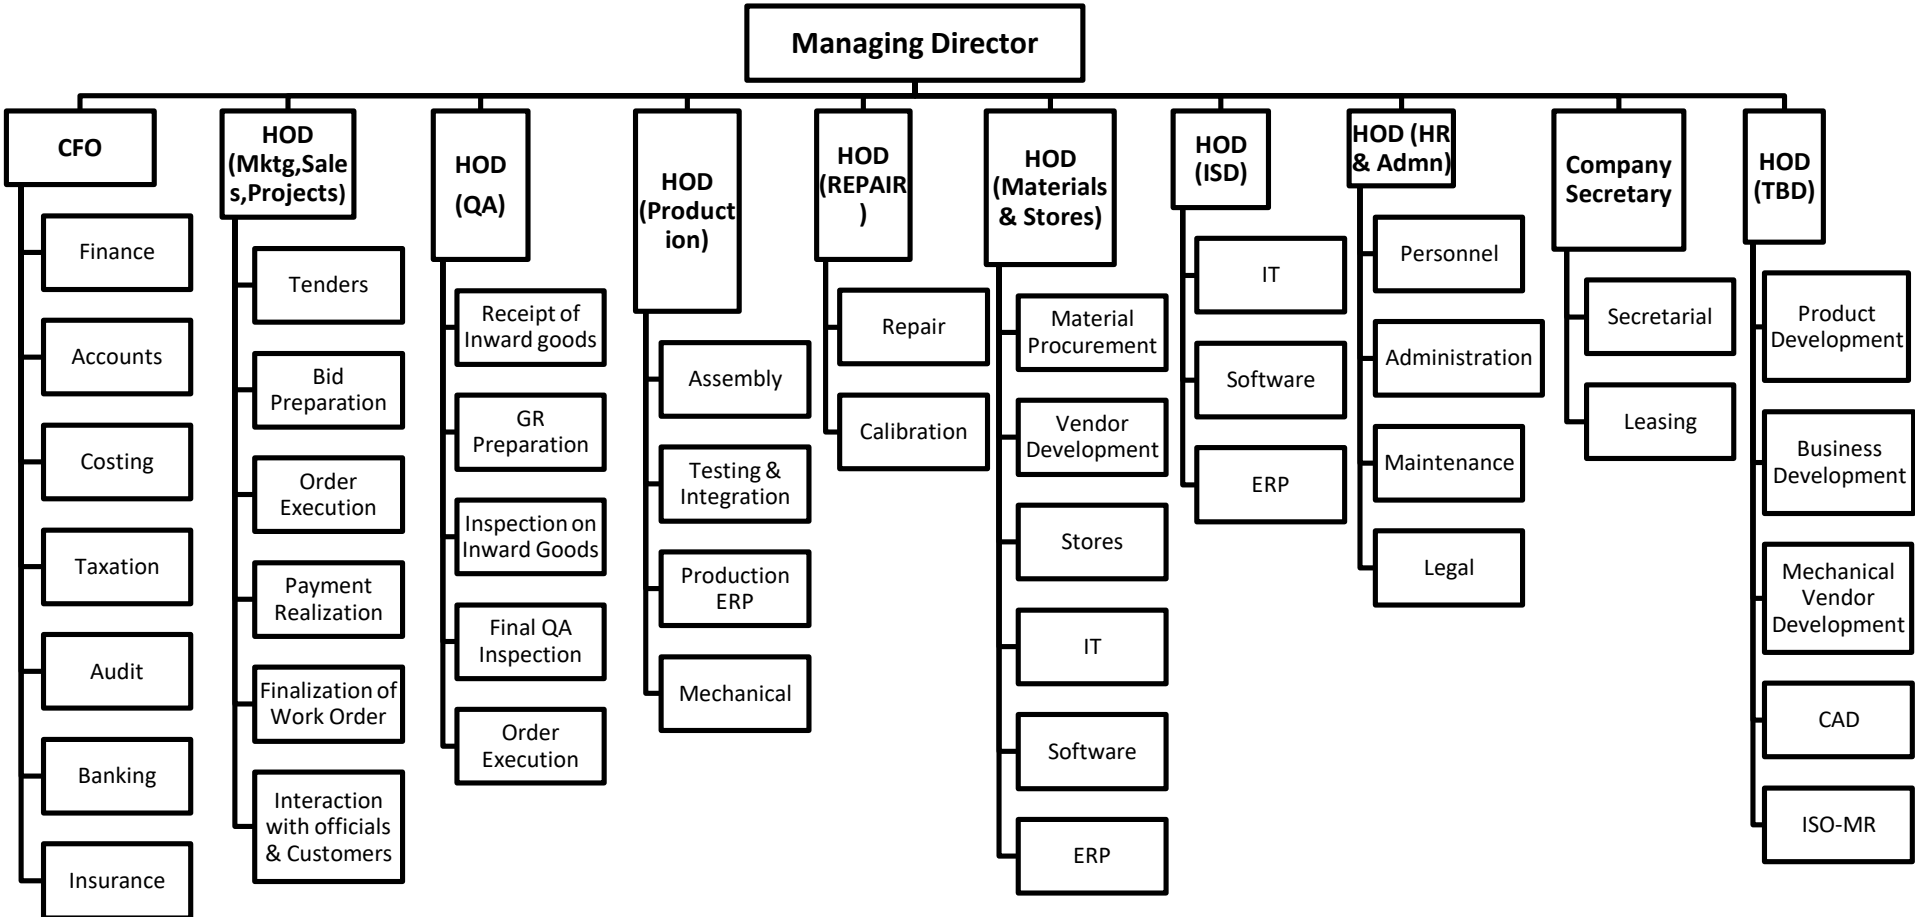 Managing Director
CFO
Finance
Accounts
Costing
Taxation
Audit
Banking
Insurance
HOD
(Mktg,Sale
s,Projects)
Tenders
Bid
Preparation
Order
Execution
Payment
Realization
Finalization of
Work Order
Interaction
with officials
& Customers
HOD
(QA)
Receipt of
Inward goods
GR
Preparation
Inspection on
Inward Goods
Final QA
Inspection
Order
Execution
HOD
(Product
ion)
Assembly
Testing &
Integration
Production
ERP
Mechanical
HOD
(REPAIR
)
Repair
Calibration
HOD
(Materials
& Stores)
Material
Procurement
Vendor
Development
Stores
IT
Software
ERP
HOD
(ISD)
IT
Software
ERP
HOD (HR
& Admn)
Personnel
Administration
Maintenance
Legal
Company
Secretary
Secretarial
Leasing
HOD
(TBD)
Product
Development
Business
Development
Mechanical
Vendor
Development
CAD
ISO-MR